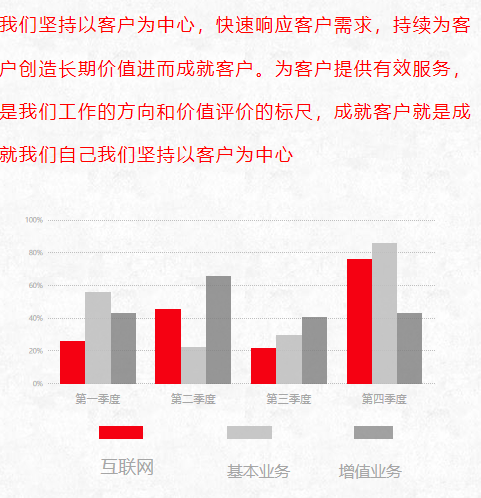 我们坚持以客户为中心，快速响应客户需求，持续为客
户创造长期价值进而成就客户。为客户提供有效服务，
是我们工作的方向和价值评价的标尺，成就客户就是成
就我们自己我们坚持以客户为中心
100%
80%
60%
40%
20%
0%
第一季度 第二季度 第三季度 第四季度
互联网 基本业务 增值业务